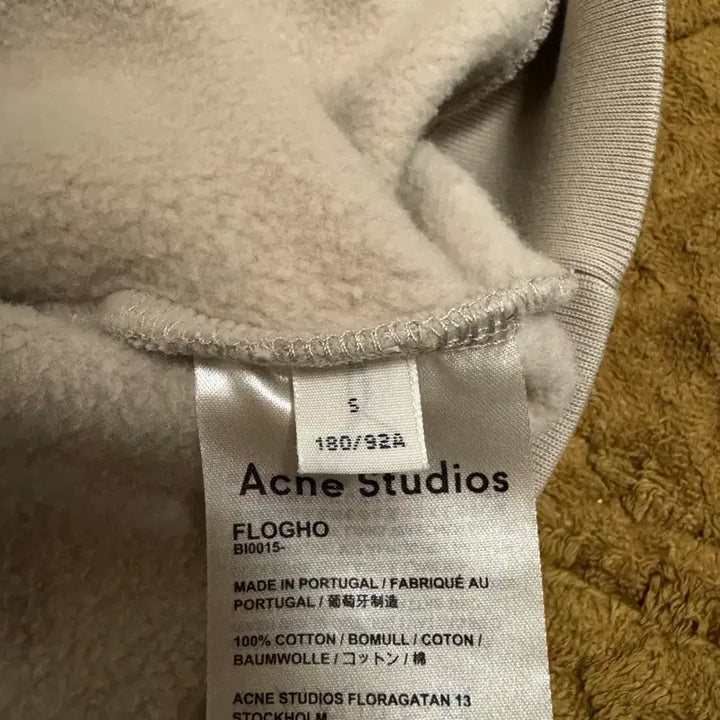 S
180/92A
Acne Studios
FLOGHO
BI0015-
MADE IN PORTUGAL / FABRIQUÉ AU
PORTUGAL / 葡萄牙制造
100% COTTON / BOMULL / COTON /
BAUMWOLLE / コットン / 棉
ACNE STUDIOS FLORAGATAN 13
STOCKHOLM